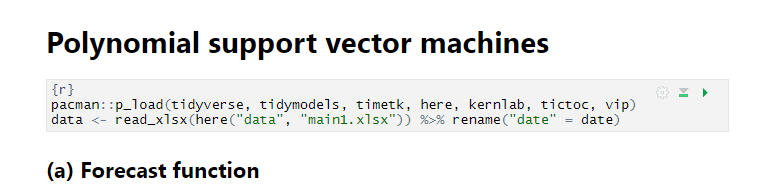 Polynomial support vector machines
{r}
pacman::p_load(tidyverse, tidymodels, timetk, here, kernlab, tictoc, vip)
data <- read_xlsx(here("data", "main1.xlsx")) %>% rename("date" = date)
(a) Forecast function